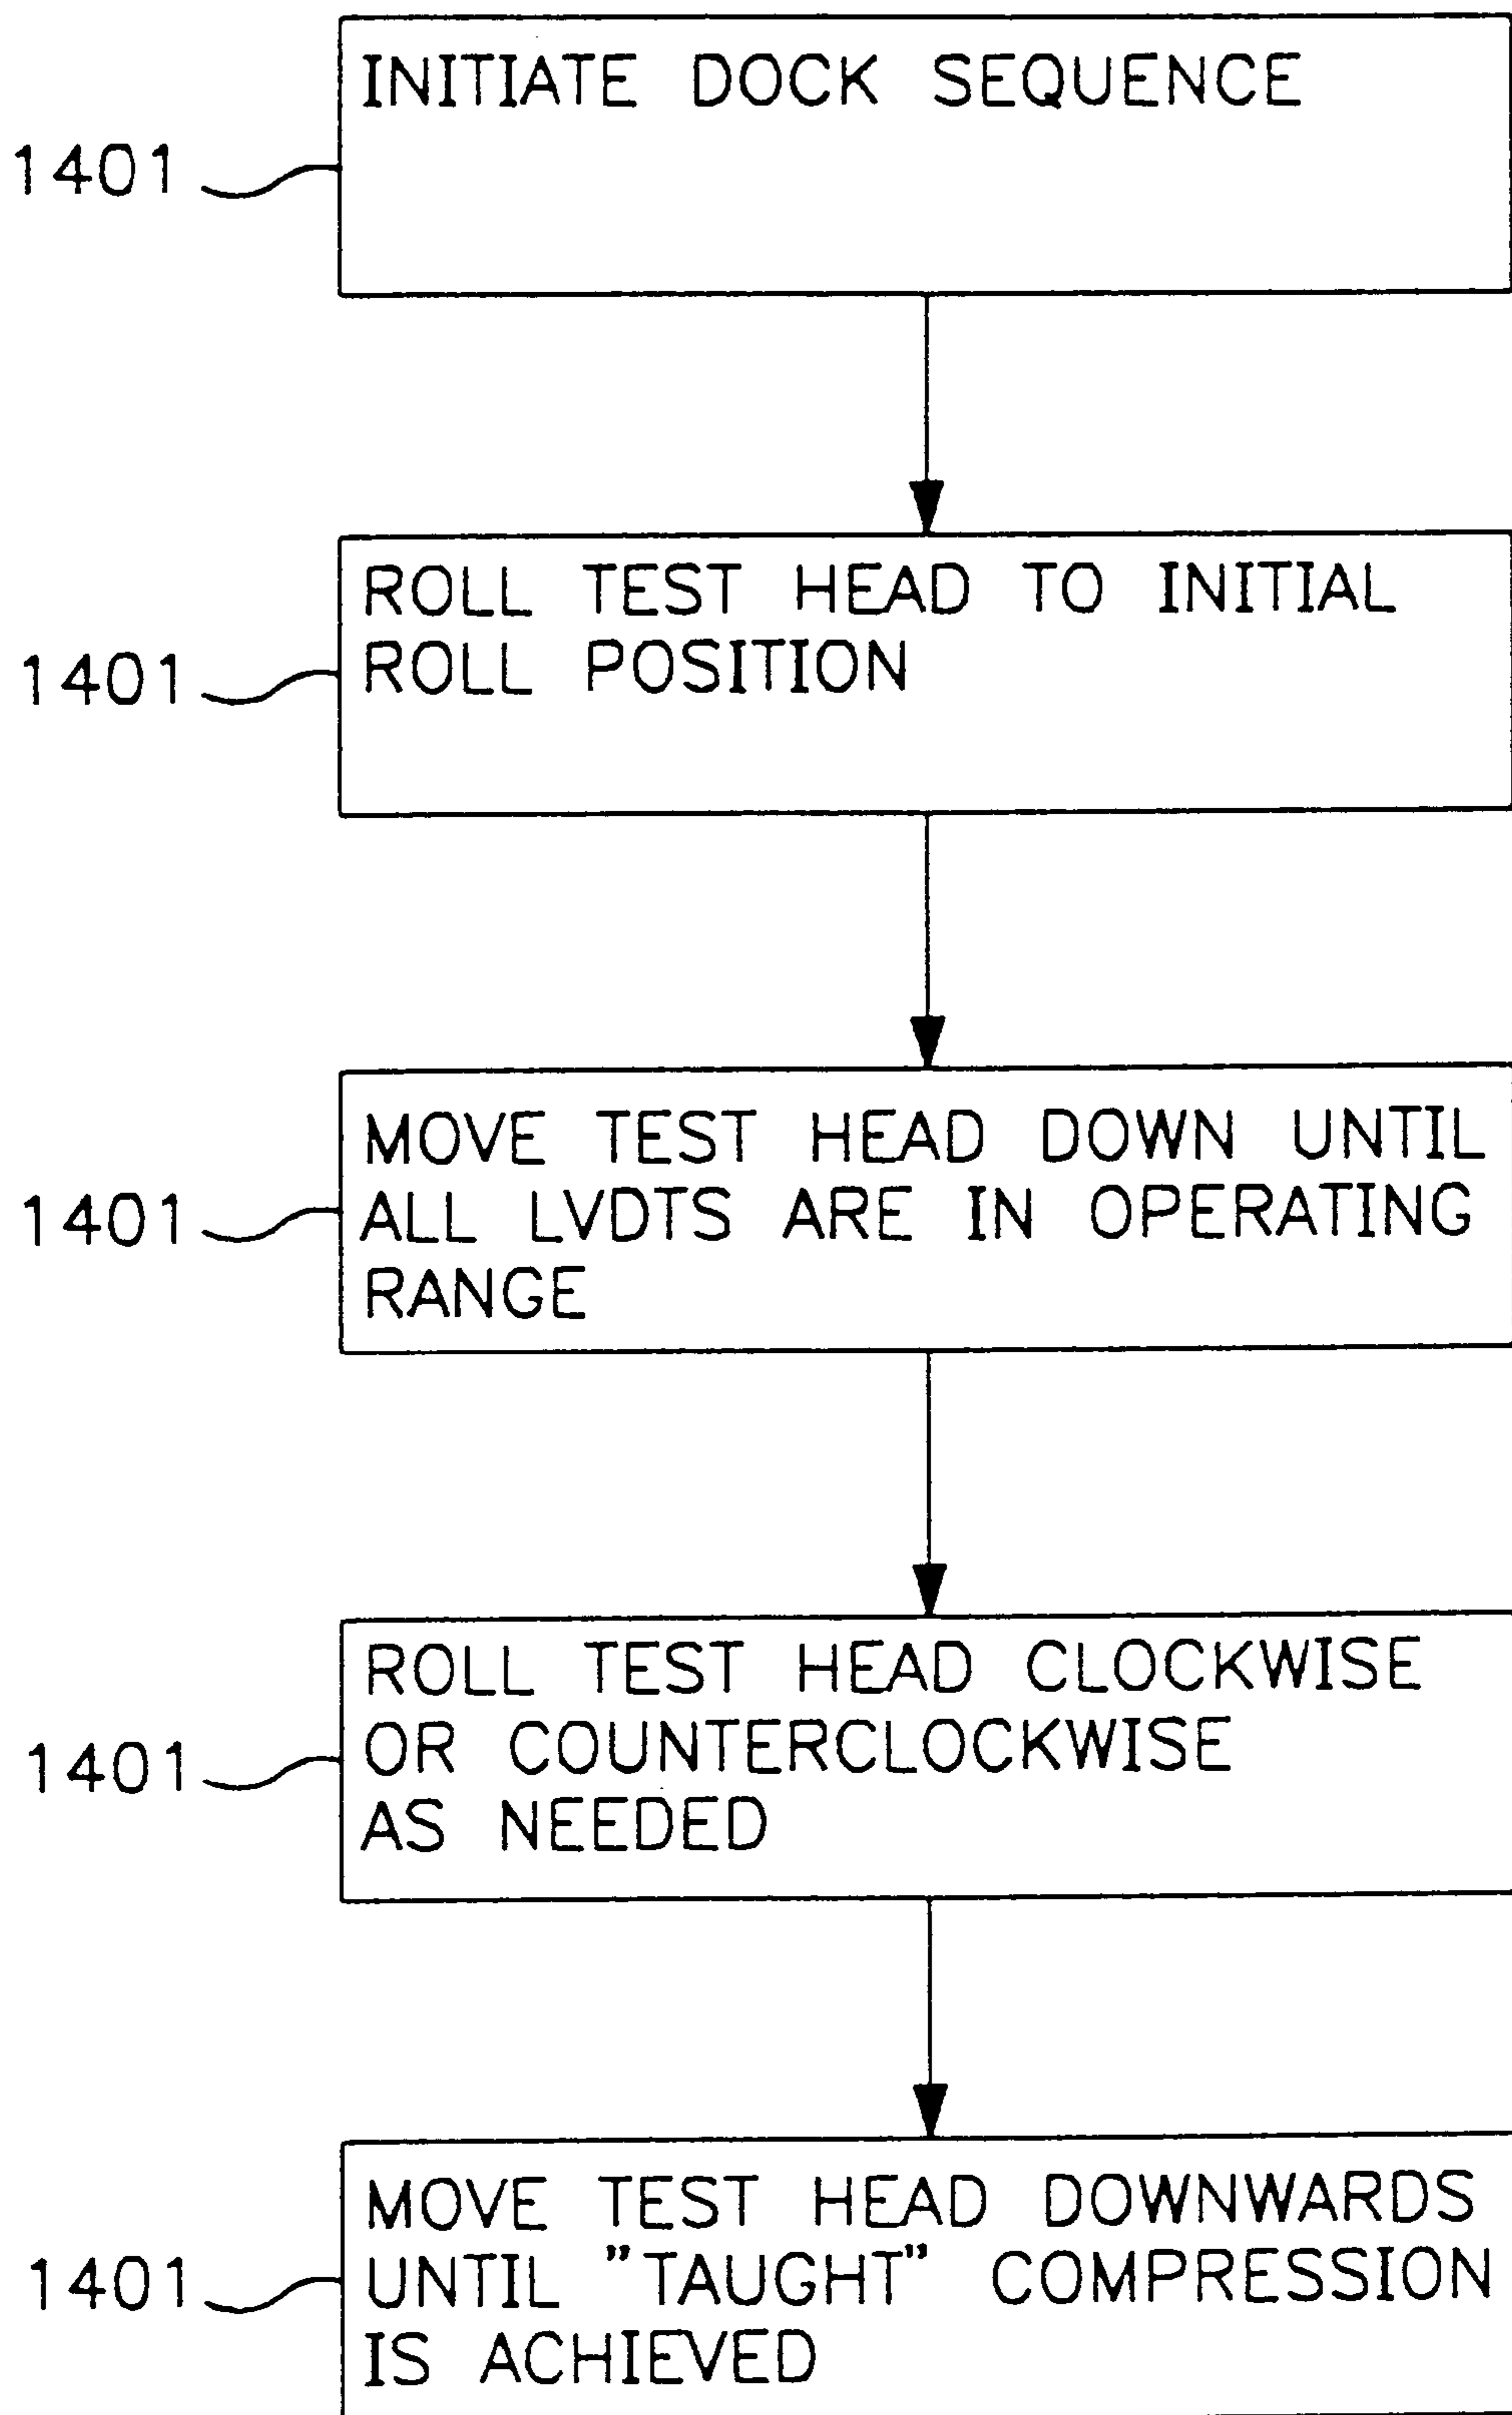 INITIATE DOCK SEQUENCE
1401
ROLL TEST HEAD TO INITIAL
ROLL POSITION
1401
MOVE TEST HEAD DOWN UNTIL
ALL LVDTS ARE IN OPERATING
RANGE
1401
ROLL TEST HEAD CLOCKWISE
OR COUNTERCLOCKWISE
AS NEEDED
1401
MOVE TEST HEAD DOWNWARDS
UNTIL "TAUGHT" COMPRESSION
IS ACHIEVED
1401